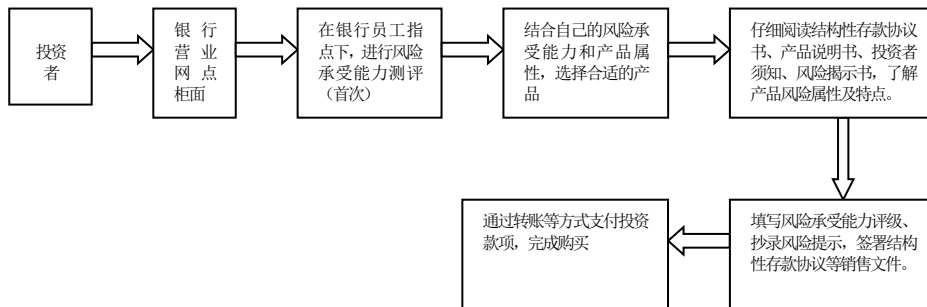 投资
者
银行
营业
网点
柜面
在银行员工指
点下，进行风险
承受能力测评
（首次）
结合自己的风险承
受能力和产品属
性，选择合适的产
品
仔细阅读结构性存款协议
书、产品说明书、投资者
须知、风险揭示书，了解
产品风险属性及特点。
填写风险承受能力评级、
抄录风险提示，签署结构
性存款协议等销售文件。
通过转账等方式支付投资
款项，完成购买